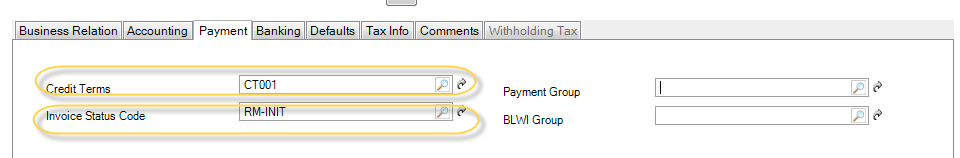 Business Relation Accounting Payment Banking Defaults Tax Info Comments Withholding Tax
Credit Terms CT001 Payment Group
Invoice Status Code RM-INIT BLWI Group